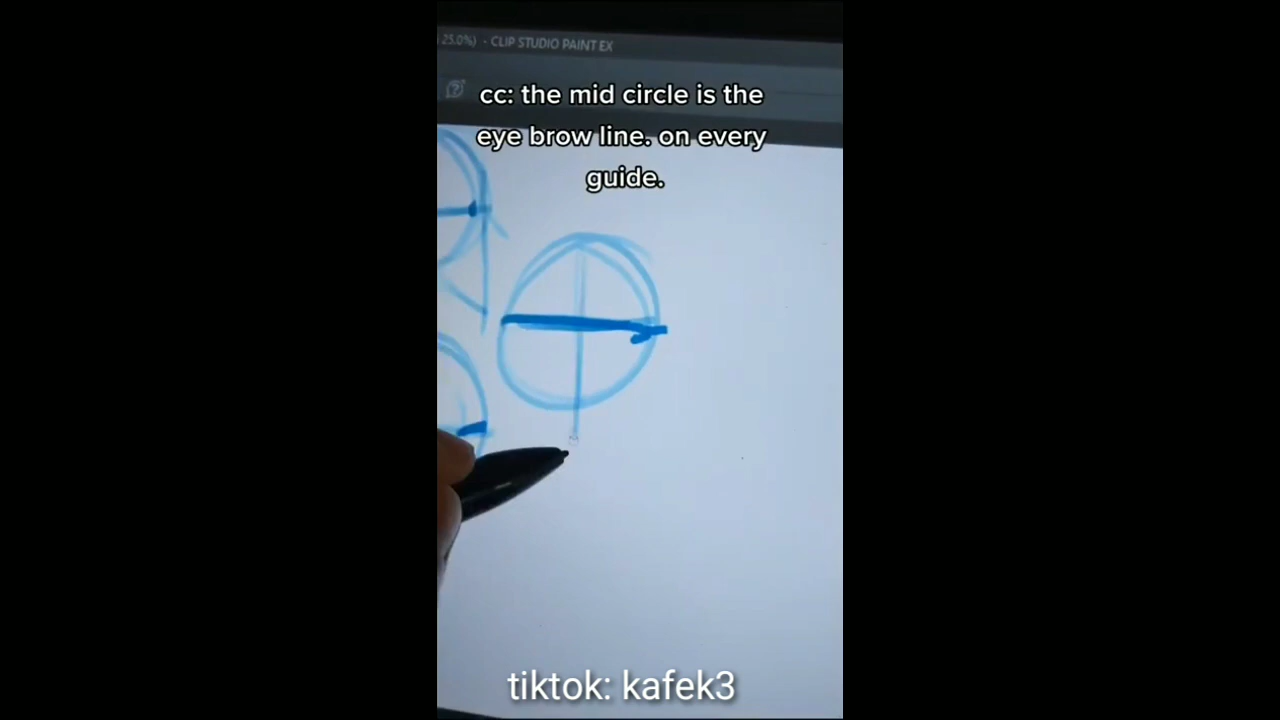 25.0%) - CLIP STUDIO PAINT EX
cc: the mid circle is the
eye brow line. on every
guide.
tiktok: kafek3